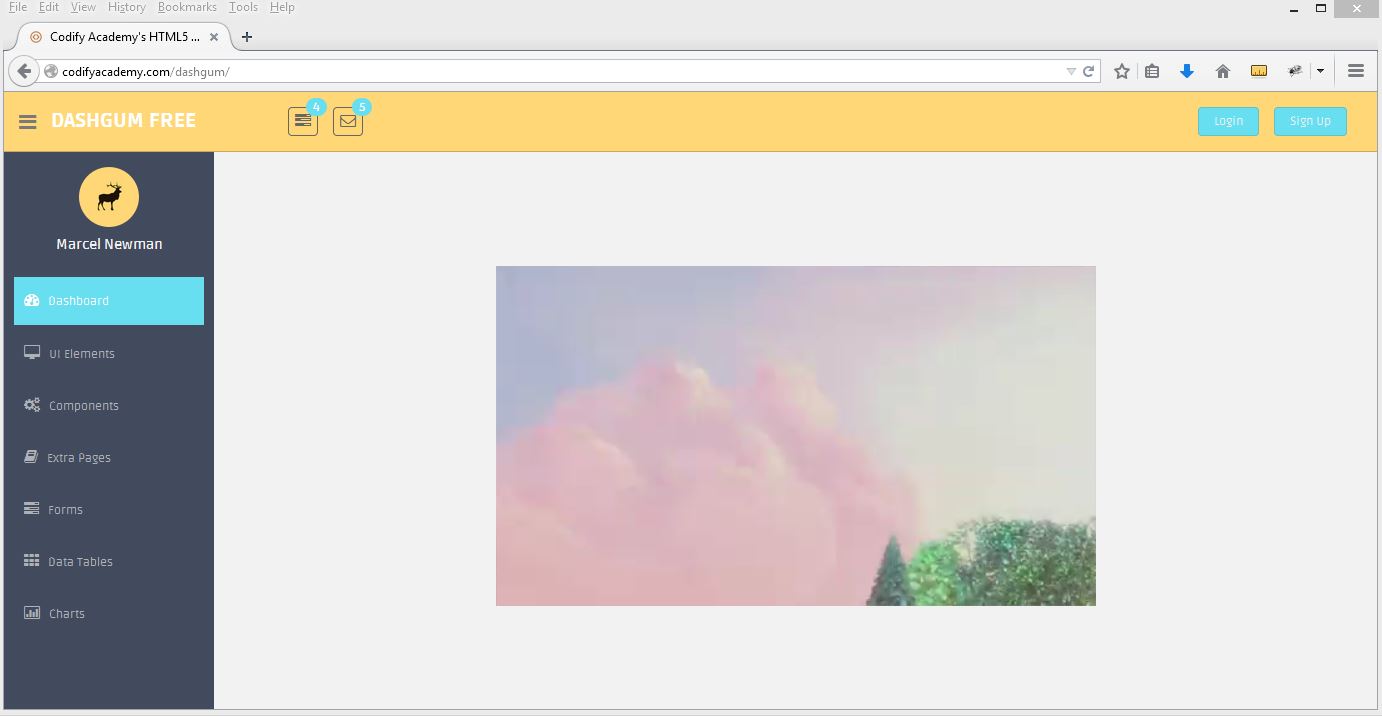 File Edit View History Bookmarks Tools Help
Codify Academy's HTML5 ...
codifyacademy.com/dashgum/
DASHGUM FREE 4 5 Login Sign Up
Marcel Newman
Dashboard
UI Elements
Components
Extra Pages
Forms
Data Tables
Charts